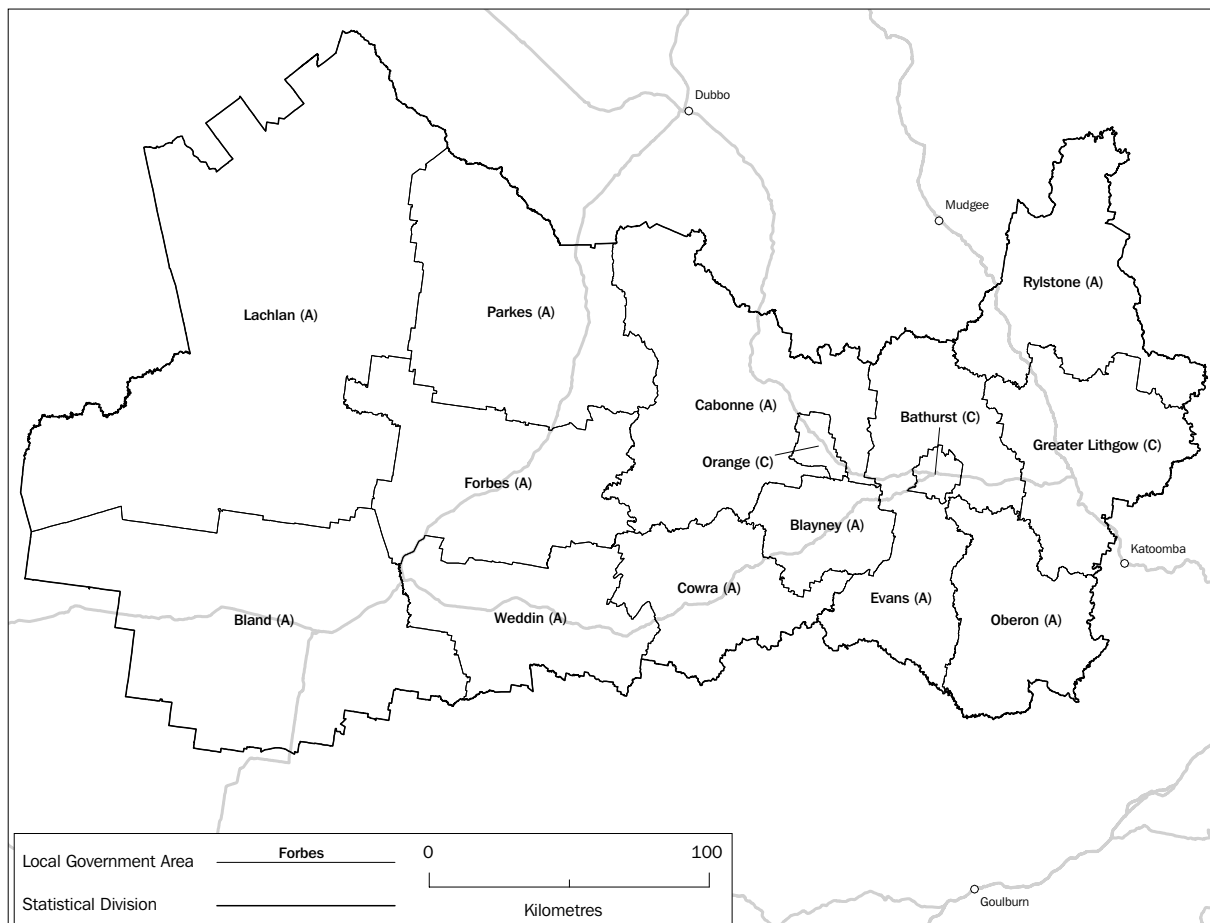 Dubbo
Mudgee
Rylstone (A)
Lachlan (A)
Parkes (A)
Cabonne (A)
Bathurst (C)
Greater Lithgow (C)
Orange (C)
Forbes (A)
Blayney (A)
Katoomba
Cowra (A)
Evans (A)
Bland (A)
Weddin (A)
Oberon (A)
Local Government Area Forbes 0 100
Statistical Division
Kilometres
Goulburn